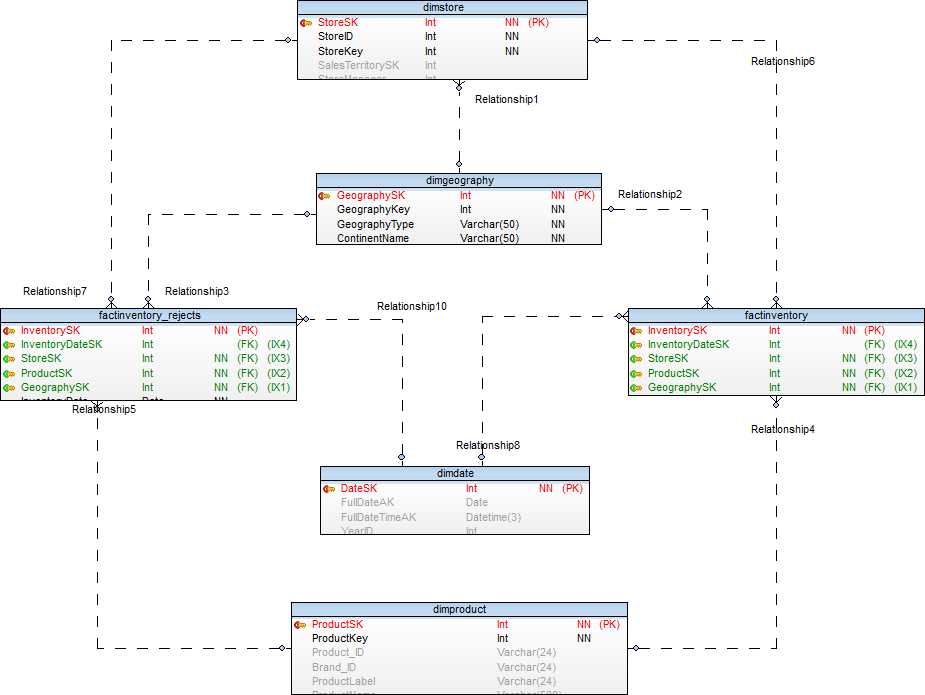 dimstore
StoreSK Int NN (PK)
StoreID Int NN
StoreKey Int NN
SalesTerritorySK Int
StoreManager Int
Relationship6
Relationship1
dimgeography
GeographySK Int NN (PK)
GeographyKey Int NN
GeographyType Varchar(50) NN
ContinentName Varchar(50) NN
Relationship2
Relationship7
Relationship3
Relationship10
factinventory_rejects
InventorySK Int NN (PK)
InventoryDateSK Int (FK) (IX4)
StoreSK Int NN (FK) (IX3)
ProductSK Int NN (FK) (IX2)
GeographySK Int NN (FK) (IX1)
InventoryDate Date NN
factinventory
InventorySK Int NN (PK)
InventoryDateSK Int (FK) (IX4)
StoreSK Int NN (FK) (IX3)
ProductSK Int NN (FK) (IX2)
GeographySK Int NN (FK) (IX1)
Relationship5
Relationship4
Relationship8
dimdate
DateSK Int NN (PK)
FullDateAK Date
FullDateTimeAK Datetime(3)
YearID Int
dimproduct
ProductSK Int NN (PK)
ProductKey Int NN
Product_ID Varchar(24)
Brand_ID Varchar(24)
ProductLabel Varchar(24)
ProductName Varchar(500)